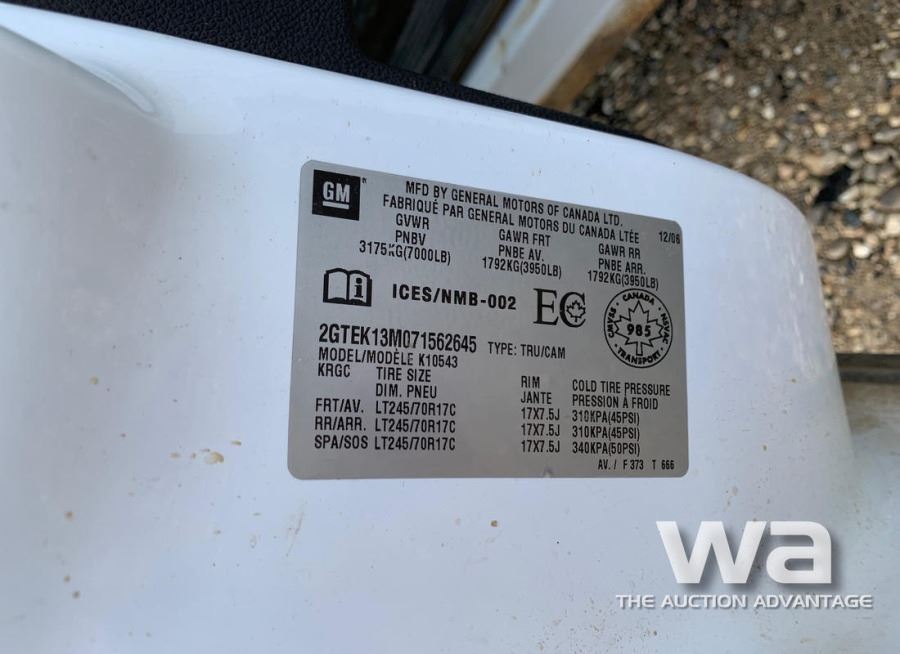 GM
MFD BY GENERAL MOTORS OF CANADA LTD.
FABRIQUÉ PAR GENERAL MOTORS DU CANADA LTÉE 12/06
GVWR GAWR FRT GAWR RR
PNBV PNBE AV. PNBE ARR.
3175KG(7000LB) 1792KG(3950LB) 1792KG(3950LB)
ICES/NMB-002 EC
CANADA
CMVSS 985 NSVAC
TRANSPORT
2GTEK13M071562645 TYPE: TRU/CAM
MODEL/MODÈLE K10543
KRGC TIRE SIZE RIM COLD TIRE PRESSURE
DIM. PNEU JANTE PRESSION À FROID
FRT/AV. LT245/70R17C 17X7.5J 310KPA(45PSI)
RR/ARR. LT245/70R17C 17X7.5J 310KPA(45PSI)
SPA/SOS LT245/70R17C 17X7.5J 340KPA(50PSI)
AV. / F 373 T 666
wa
THE AUCTION ADVANTAGE